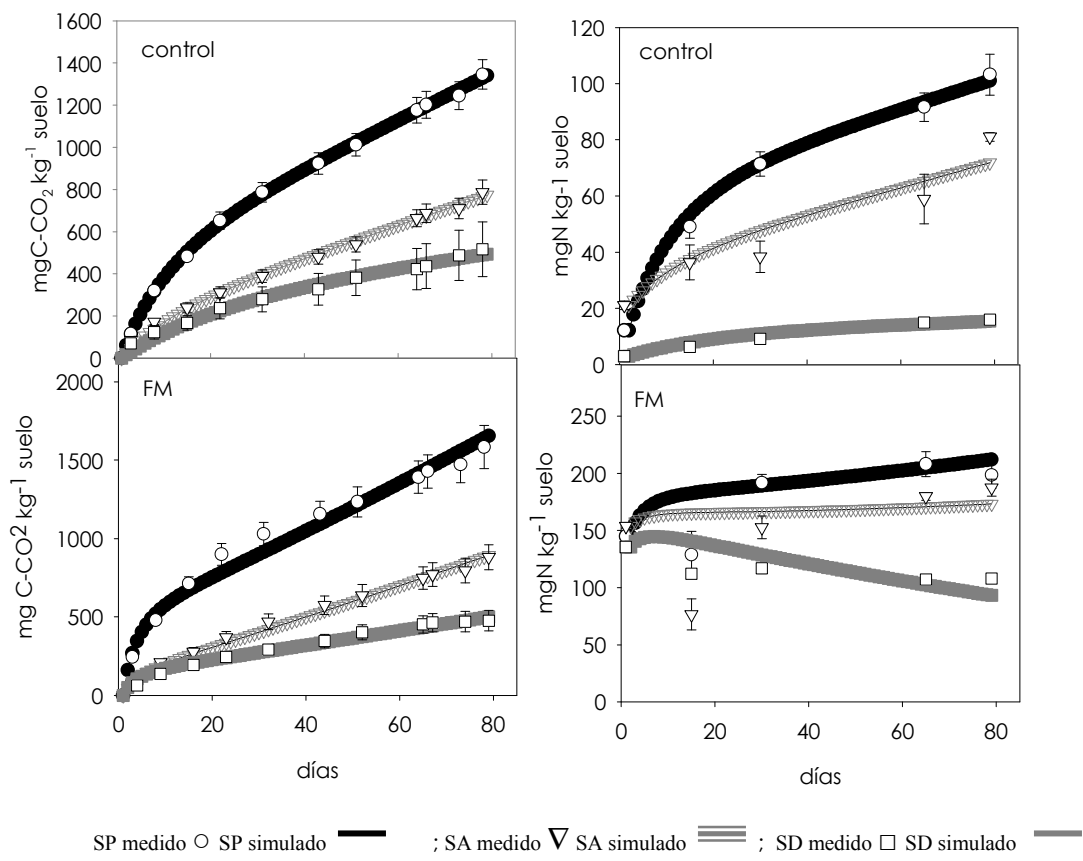 control
1600
1400
1200
1000
800
600
400
200
0
mgC-CO2 kg-1 suelo
control
120
100
80
60
40
20
0
mgN kg-1 suelo
FM
2000
1500
1000
500
0
mg C-CO2 kg-1 suelo
0 20 40 60 80
días
FM
250
200
150
100
50
0
mgN kg-1 suelo
0 20 40 60 80
días
SP medido SP simulado ; SA medido SA simulado ; SD medido SD simulado